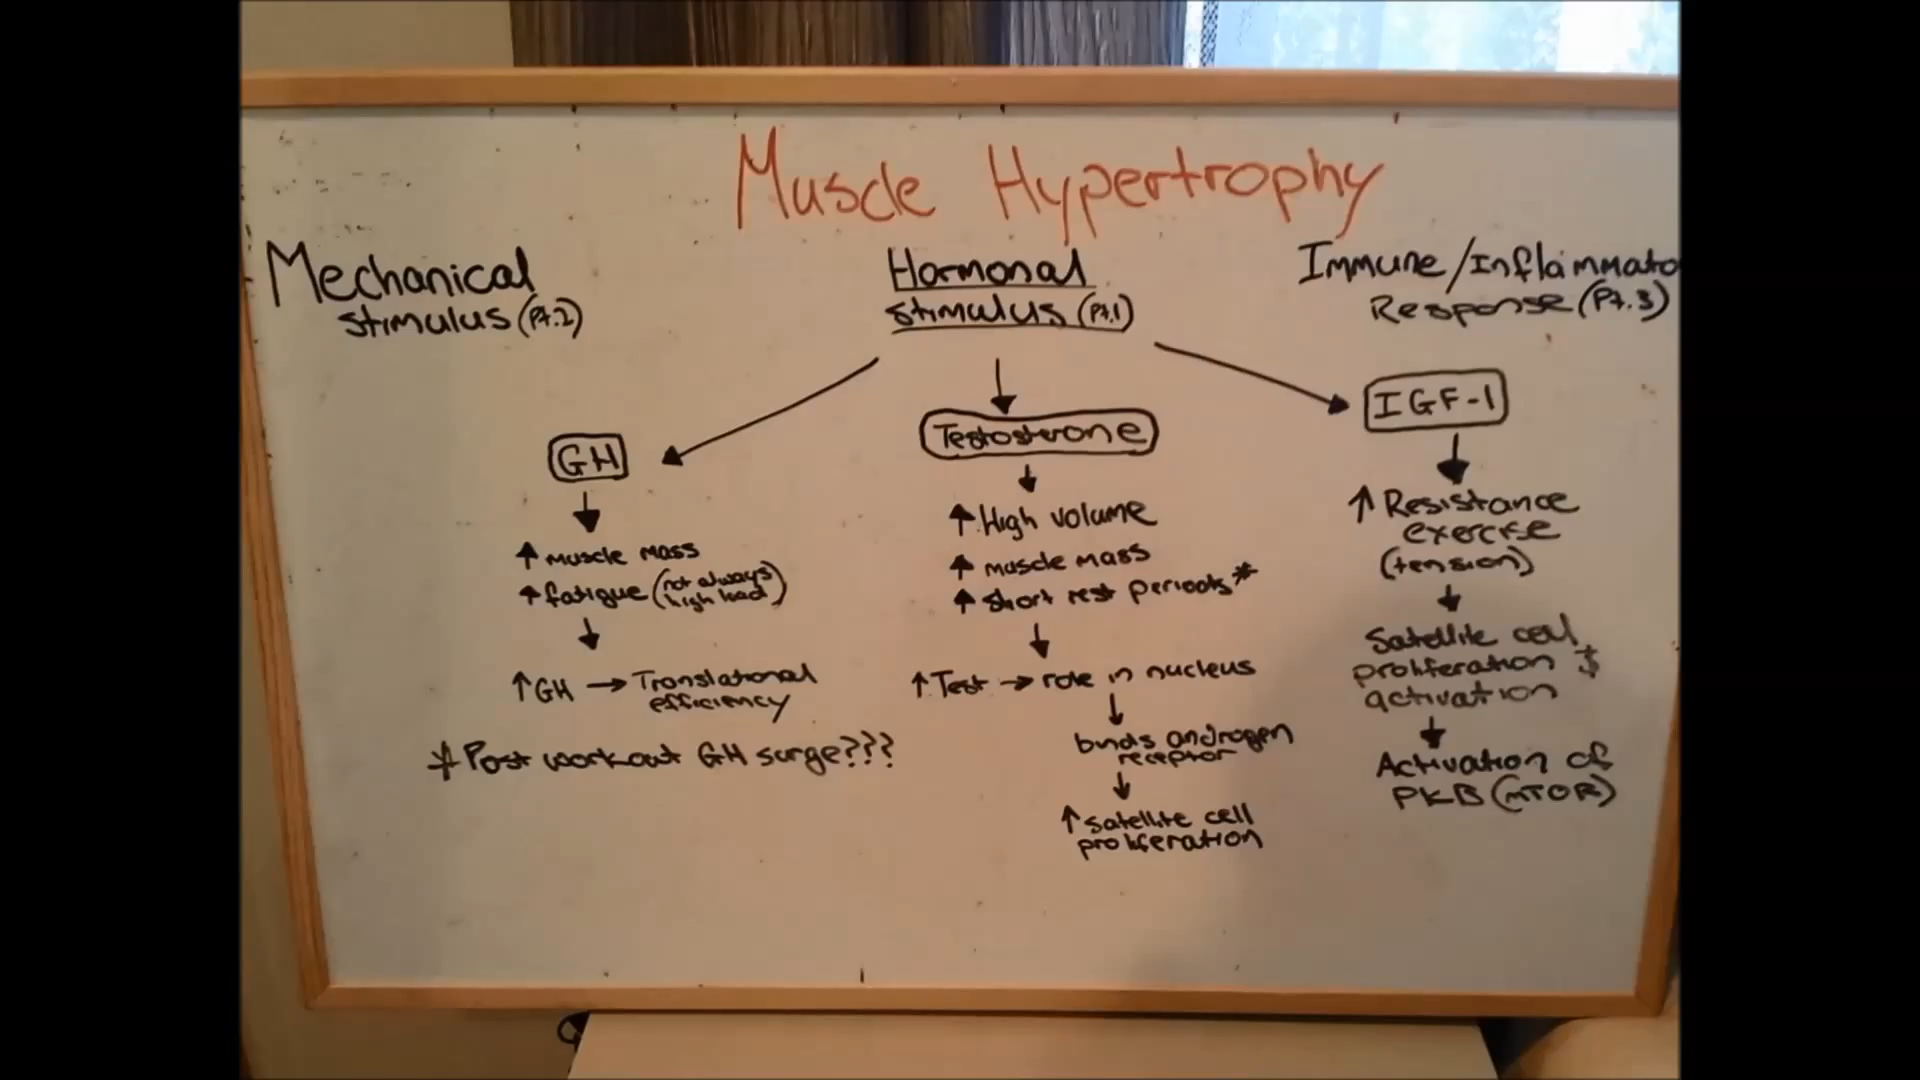 Muscle Hypertrophy
Mechanical
stimulus (Pt.2)
Hormonal
stimulus (Pt.1)
Immune/Inflammato
Response (Pt.3)
GH
↑ muscle mass
↑ fatigue (not always
high load)
↑ GH → Translational
efficiency
* Post workout GH surge???
Testosterone
↑ High volume
↑ muscle mass
↑ short rest periods*
↑ Test → role in nucleus
binds androgen
receptor
↑ satellite cell
proliferation
IGF-1
↑ Resistance
exercise
(tension)
Satellite cell
proliferation &
activation
Activation of
PKB (mTOR)